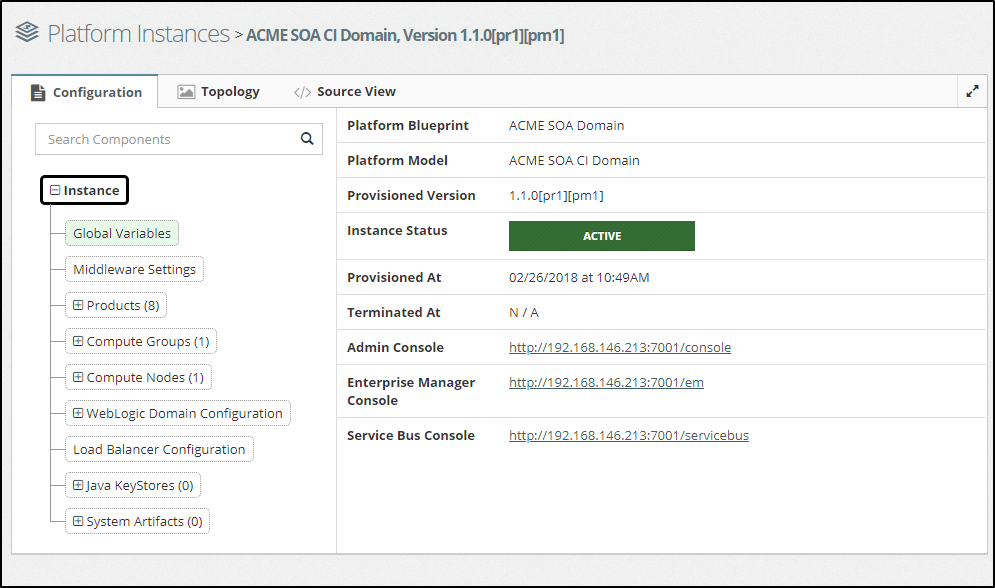 Platform Instances > ACME SOA CI Domain, Version 1.1.0[pr1][pm1]
Configuration
Topology
Source View
Search Components
Instance
Global Variables
Middleware Settings
Products (8)
Compute Groups (1)
Compute Nodes (1)
WebLogic Domain Configuration
Load Balancer Configuration
Java KeyStores (0)
System Artifacts (0)
Platform Blueprint ACME SOA Domain
Platform Model ACME SOA CI Domain
Provisioned Version 1.1.0[pr1][pm1]
Instance Status ACTIVE
Provisioned At 02/26/2018 at 10:49AM
Terminated At N / A
Admin Console http://192.168.146.213:7001/console
Enterprise Manager http://192.168.146.213:7001/em
Console
Service Bus Console http://192.168.146.213:7001/servicebus